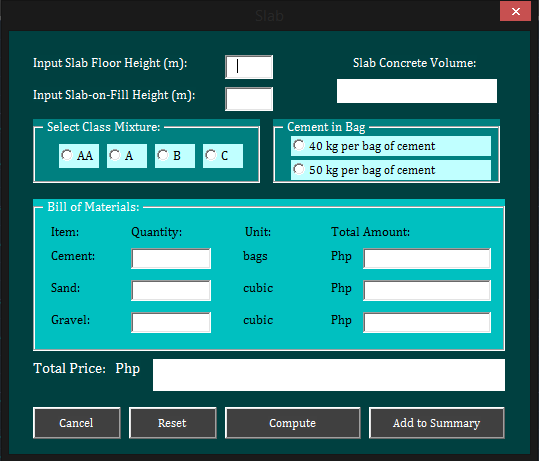 Slab
Input Slab Floor Height (m):
Slab Concrete Volume:
Input Slab-on-Fill Height (m):
Select Class Mixture:
AA A B C
Cement in Bag
40 kg per bag of cement
50 kg per bag of cement
Bill of Materials:
Item: Quantity: Unit: Total Amount:
Cement: bags Php
Sand: cubic Php
Gravel: cubic Php
Total Price: Php
Cancel Reset Compute Add to Summary